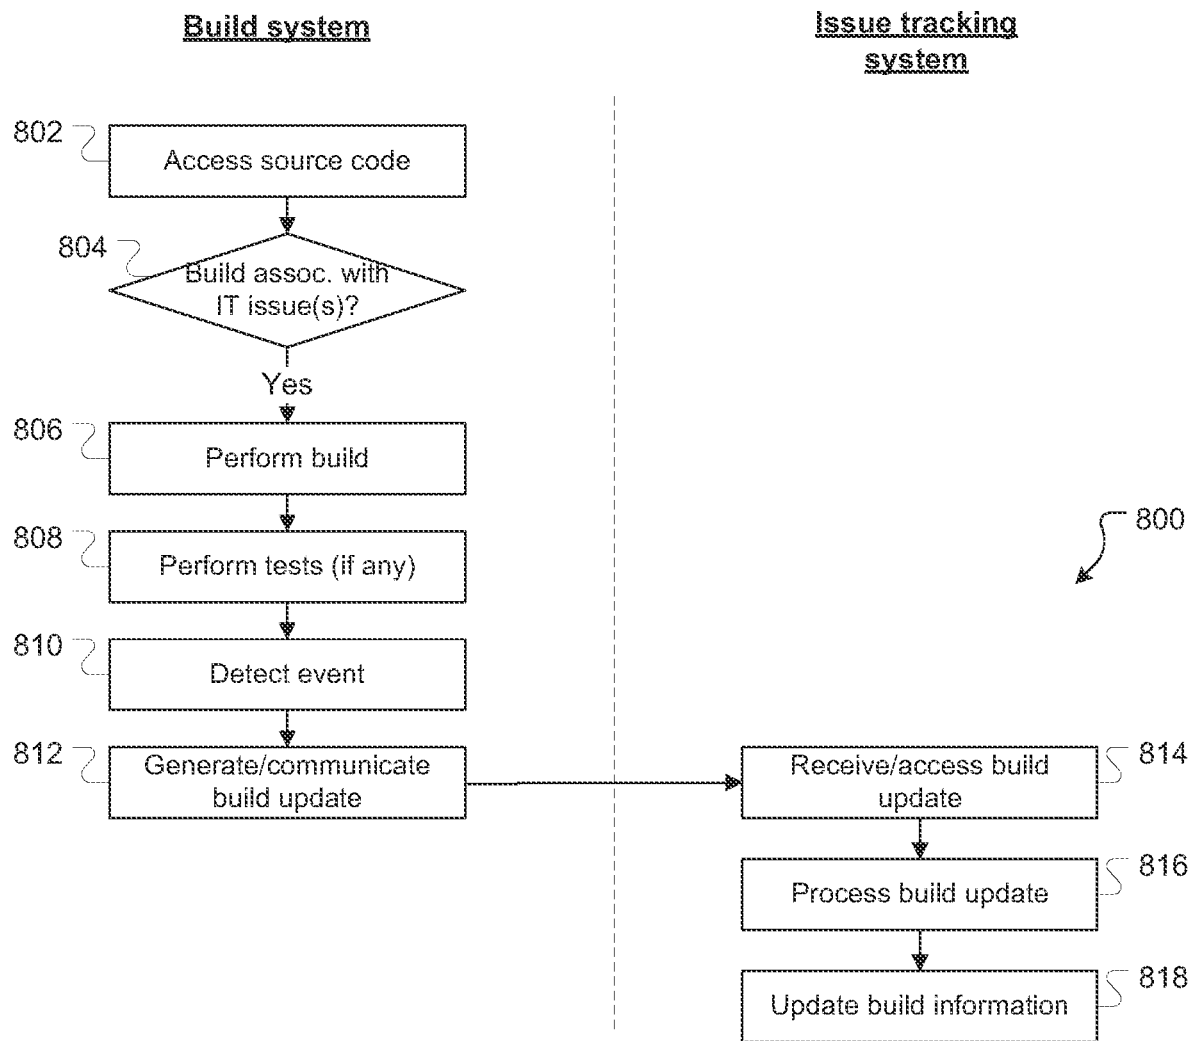 Build system
Issue tracking
system
802
Access source code
804
Build assoc. with
IT issue(s)?
Yes
806
Perform build
800
808
Perform tests (if any)
810
Detect event
812
Generate/communicate
build update
Receive/access build
update
814
Process build update
816
Update build information
818